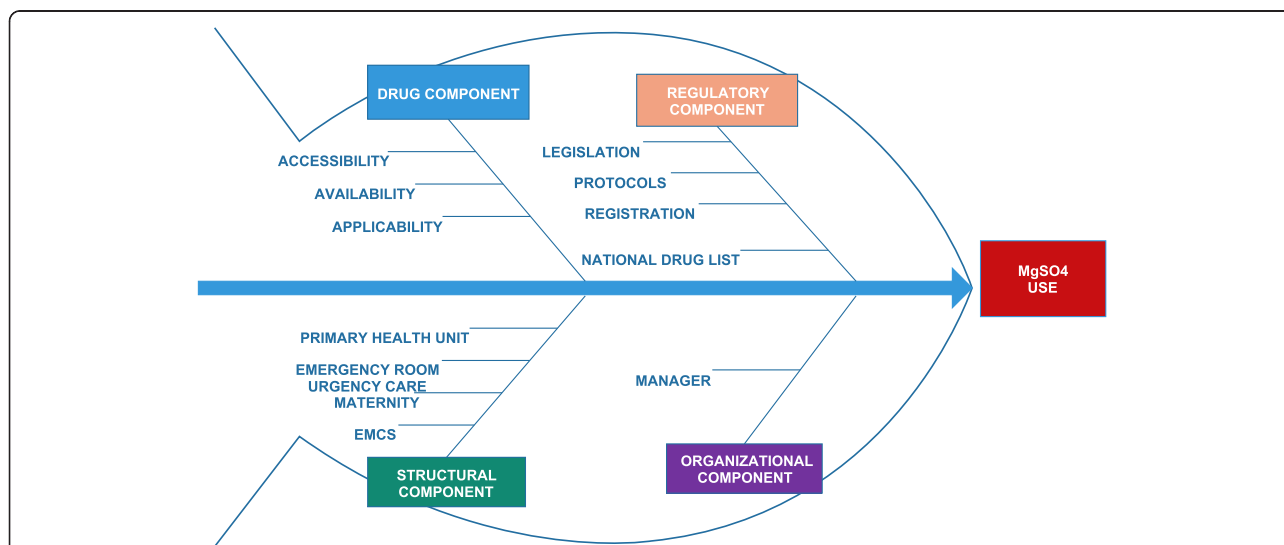 DRUG COMPONENT
REGULATORY
COMPONENT
ACCESSIBILITY
AVAILABILITY
APPLICABILITY
LEGISLATION
PROTOCOLS
REGISTRATION
NATIONAL DRUG LIST
MgSO4
USE
PRIMARY HEALTH UNIT
EMERGENCY ROOM
URGENCY CARE
MATERNITY
EMCS
MANAGER
STRUCTURAL
COMPONENT
ORGANIZATIONAL
COMPONENT